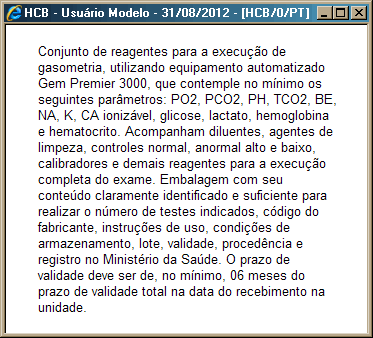 HCB - Usuário Modelo - 31/08/2012 - [HCB/0/PT]
Conjunto de reagentes para a execução de
gasometria, utilizando equipamento automatizado
Gem Premier 3000, que contemple no mínimo os
seguintes parâmetros: PO2, PCO2, PH, TCO2, BE,
NA, K, CA ionizável, glicose, lactato, hemoglobina
e hematocrito. Acompanham diluentes, agentes de
limpeza, controles normal, anormal alto e baixo,
calibradores e demais reagentes para a execução
completa do exame. Embalagem com seu
conteúdo claramente identificado e suficiente para
realizar o número de testes indicados, código do
fabricante, instruções de uso, condições de
armazenamento, lote, validade, procedência e
registro no Ministério da Saúde. O prazo de
validade deve ser de, no mínimo, 06 meses do
prazo de validade total na data do recebimento na
unidade.